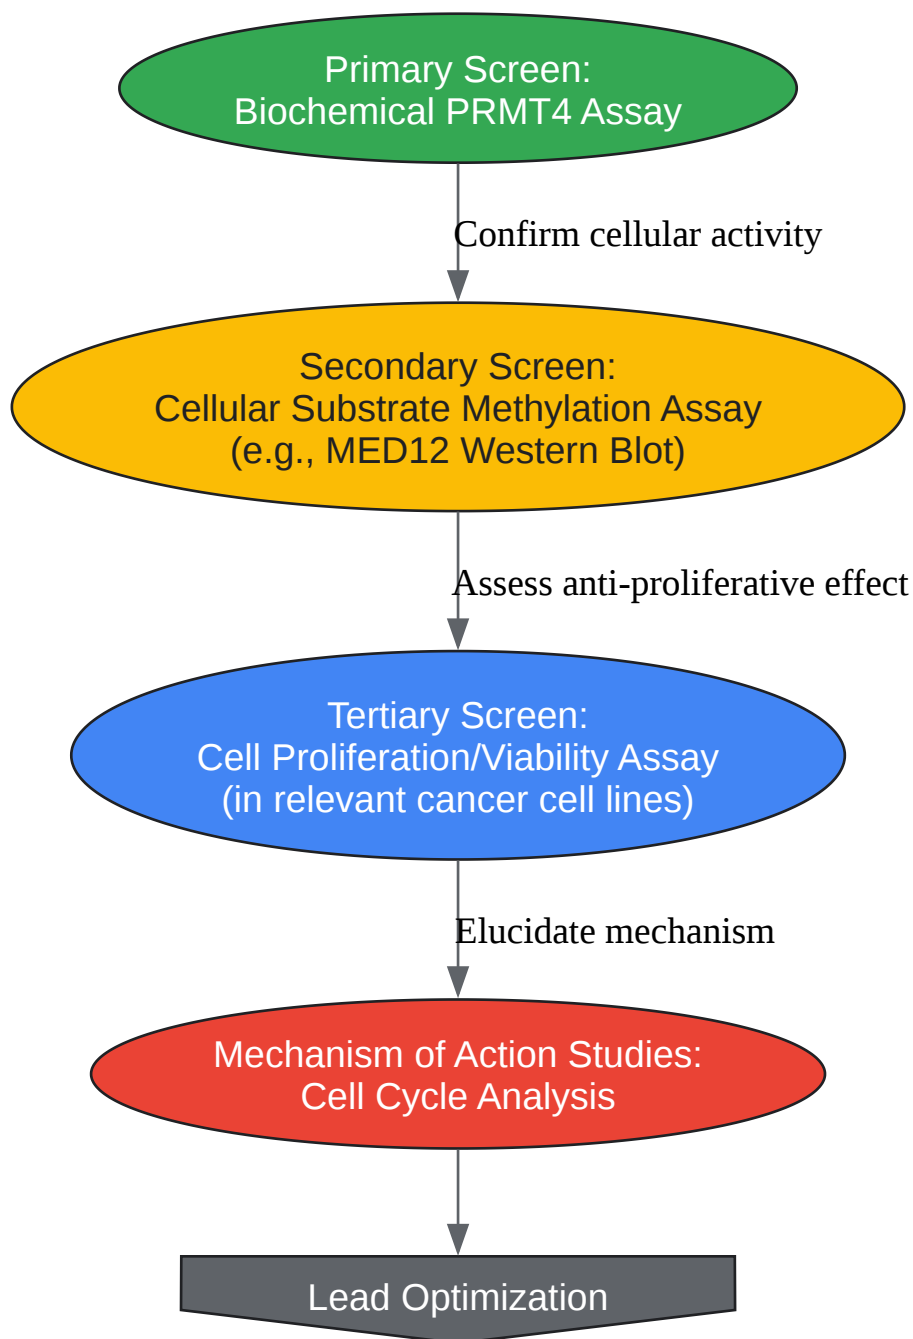 Primary Screen:
Biochemical PRMT4 Assay
Confirm cellular activity
Secondary Screen:
Cellular Substrate Methylation Assay
(e.g., MED12 Western Blot)
Assess anti-proliferative effect
Tertiary Screen:
Cell Proliferation/Viability Assay
(in relevant cancer cell lines)
Elucidate mechanism
Mechanism of Action Studies:
Cell Cycle Analysis
Lead Optimization